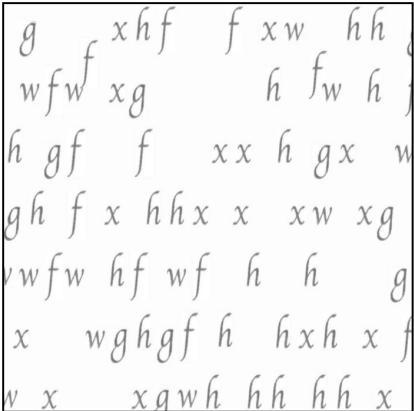 g xhf f xw hh
wfw f xg h fw h
h gf f xx h gx w
gh f x hhx x xw xg
wfw hf wf h h g
x wghgf h hxh x f
x xgwh hh hh x